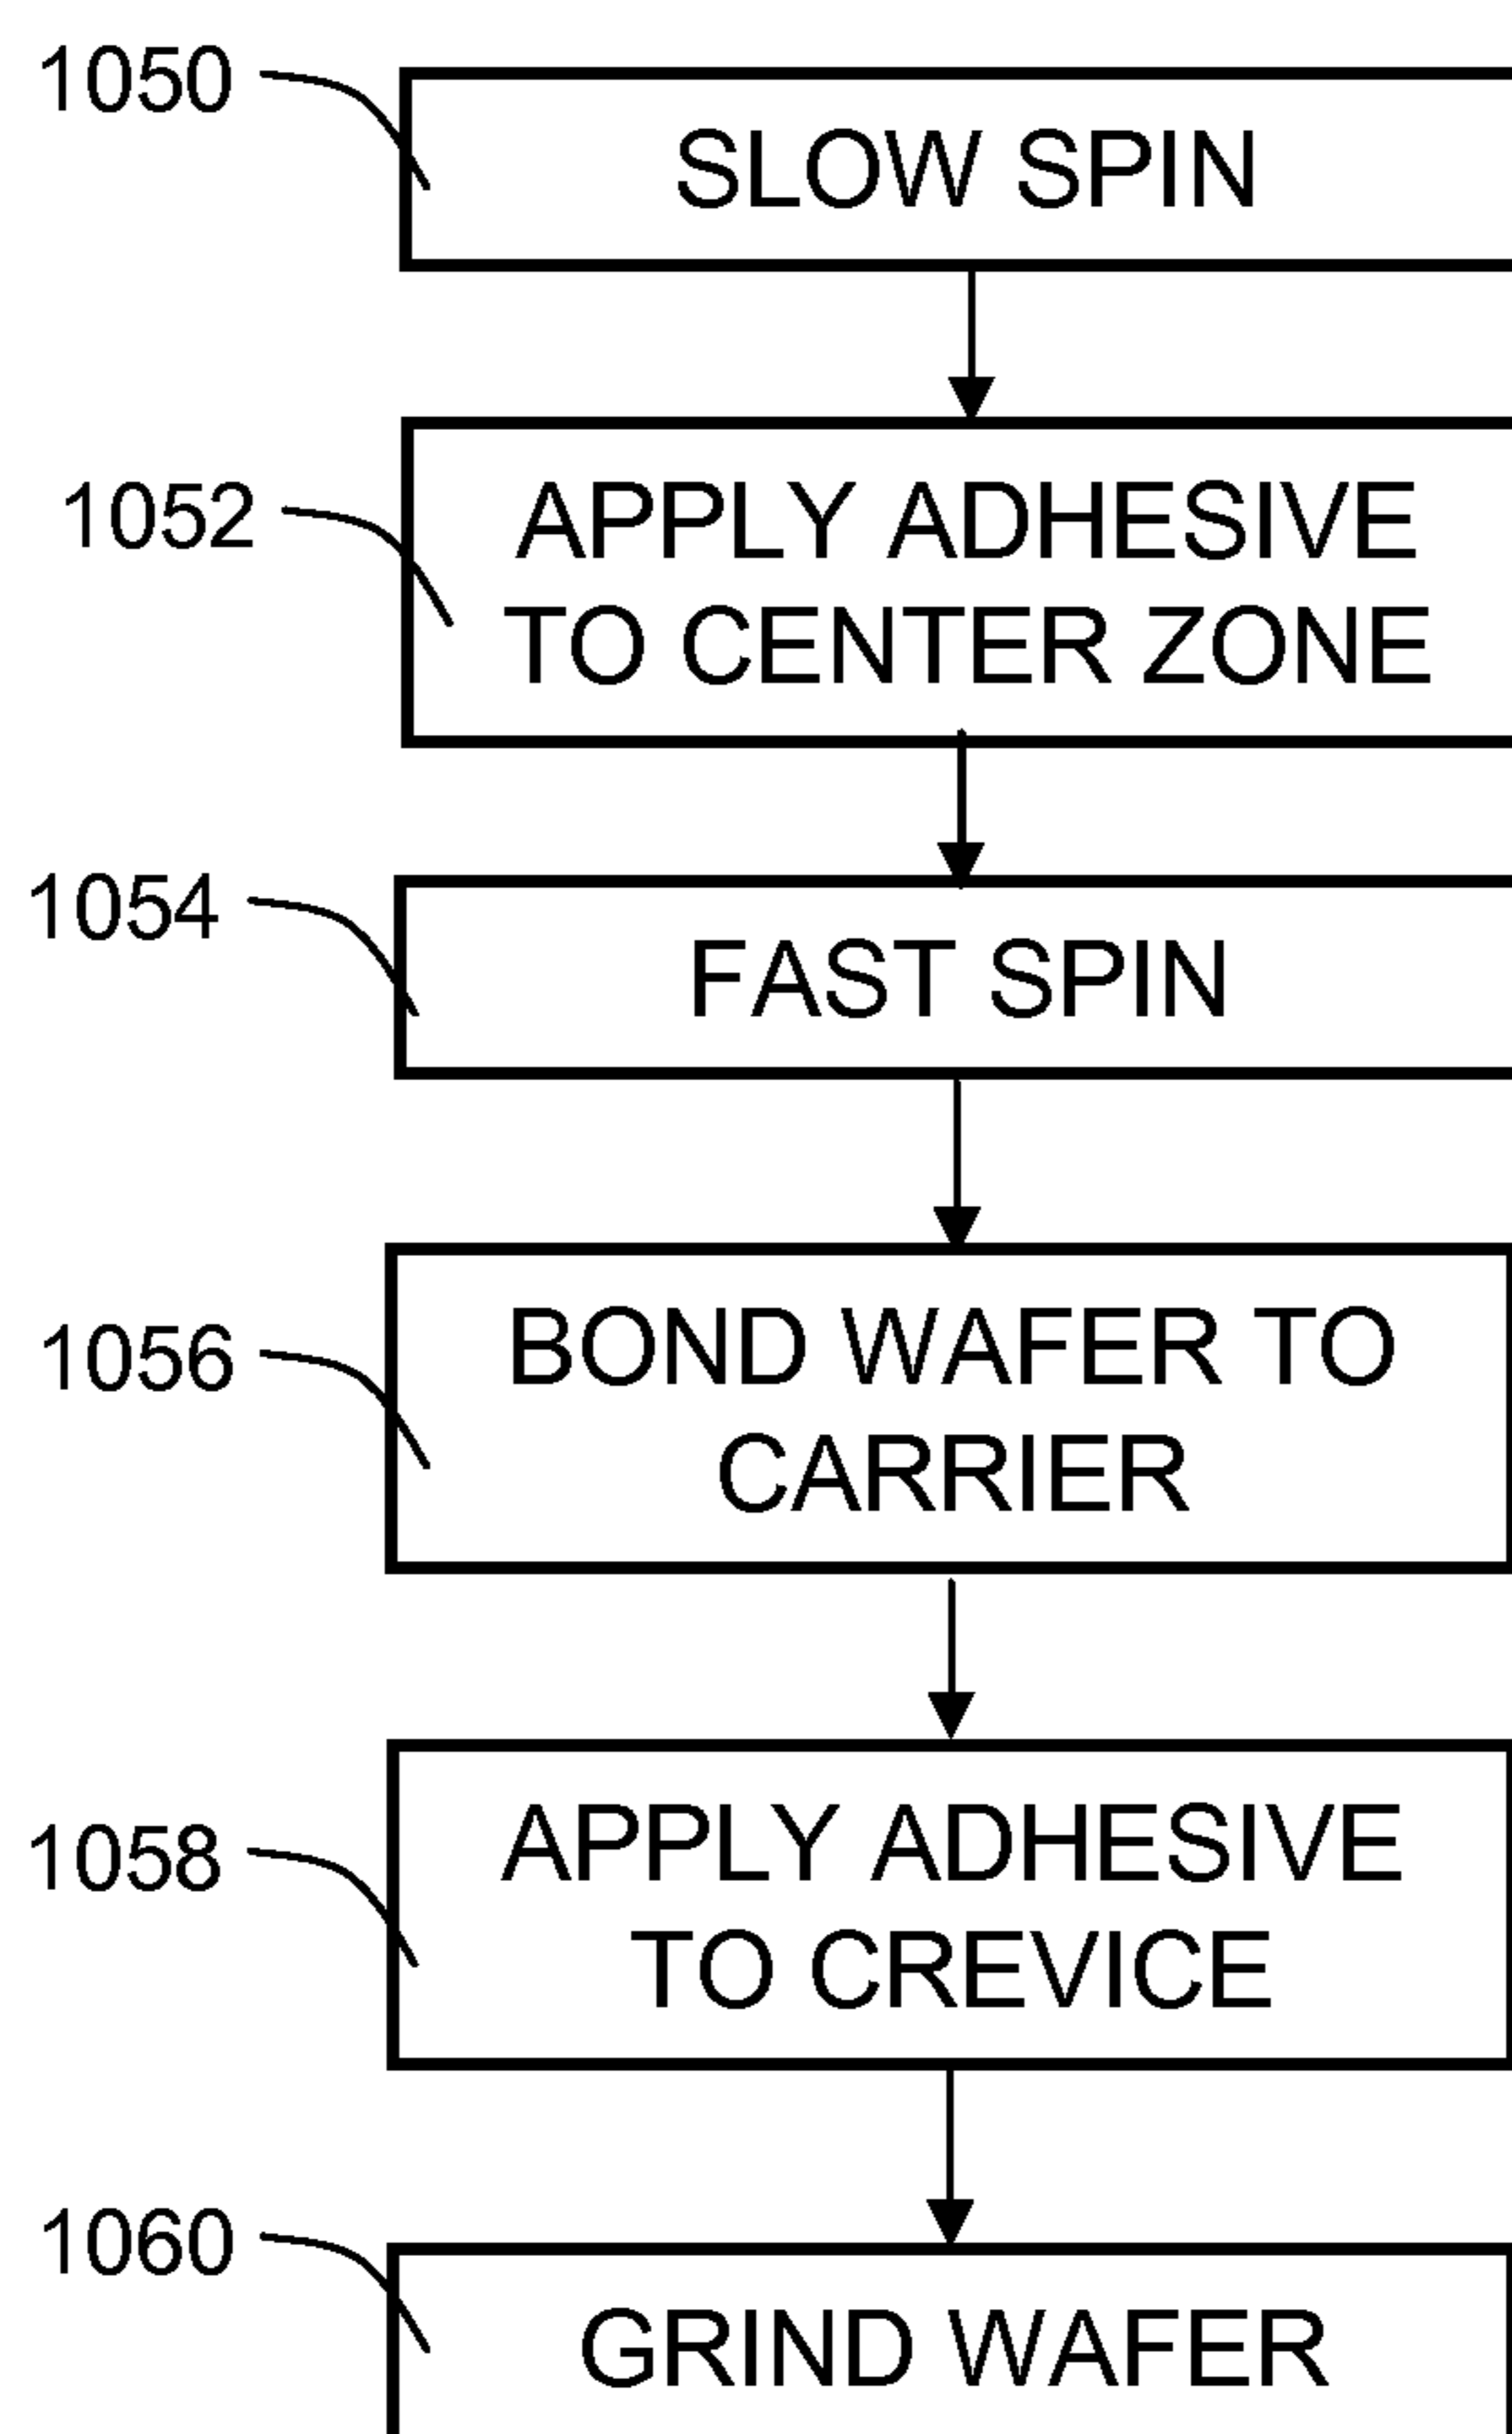 1050
SLOW SPIN
1052
APPLY ADHESIVE
TO CENTER ZONE
1054
FAST SPIN
1056
BOND WAFER TO
CARRIER
1058
APPLY ADHESIVE
TO CREVICE
1060
GRIND WAFER